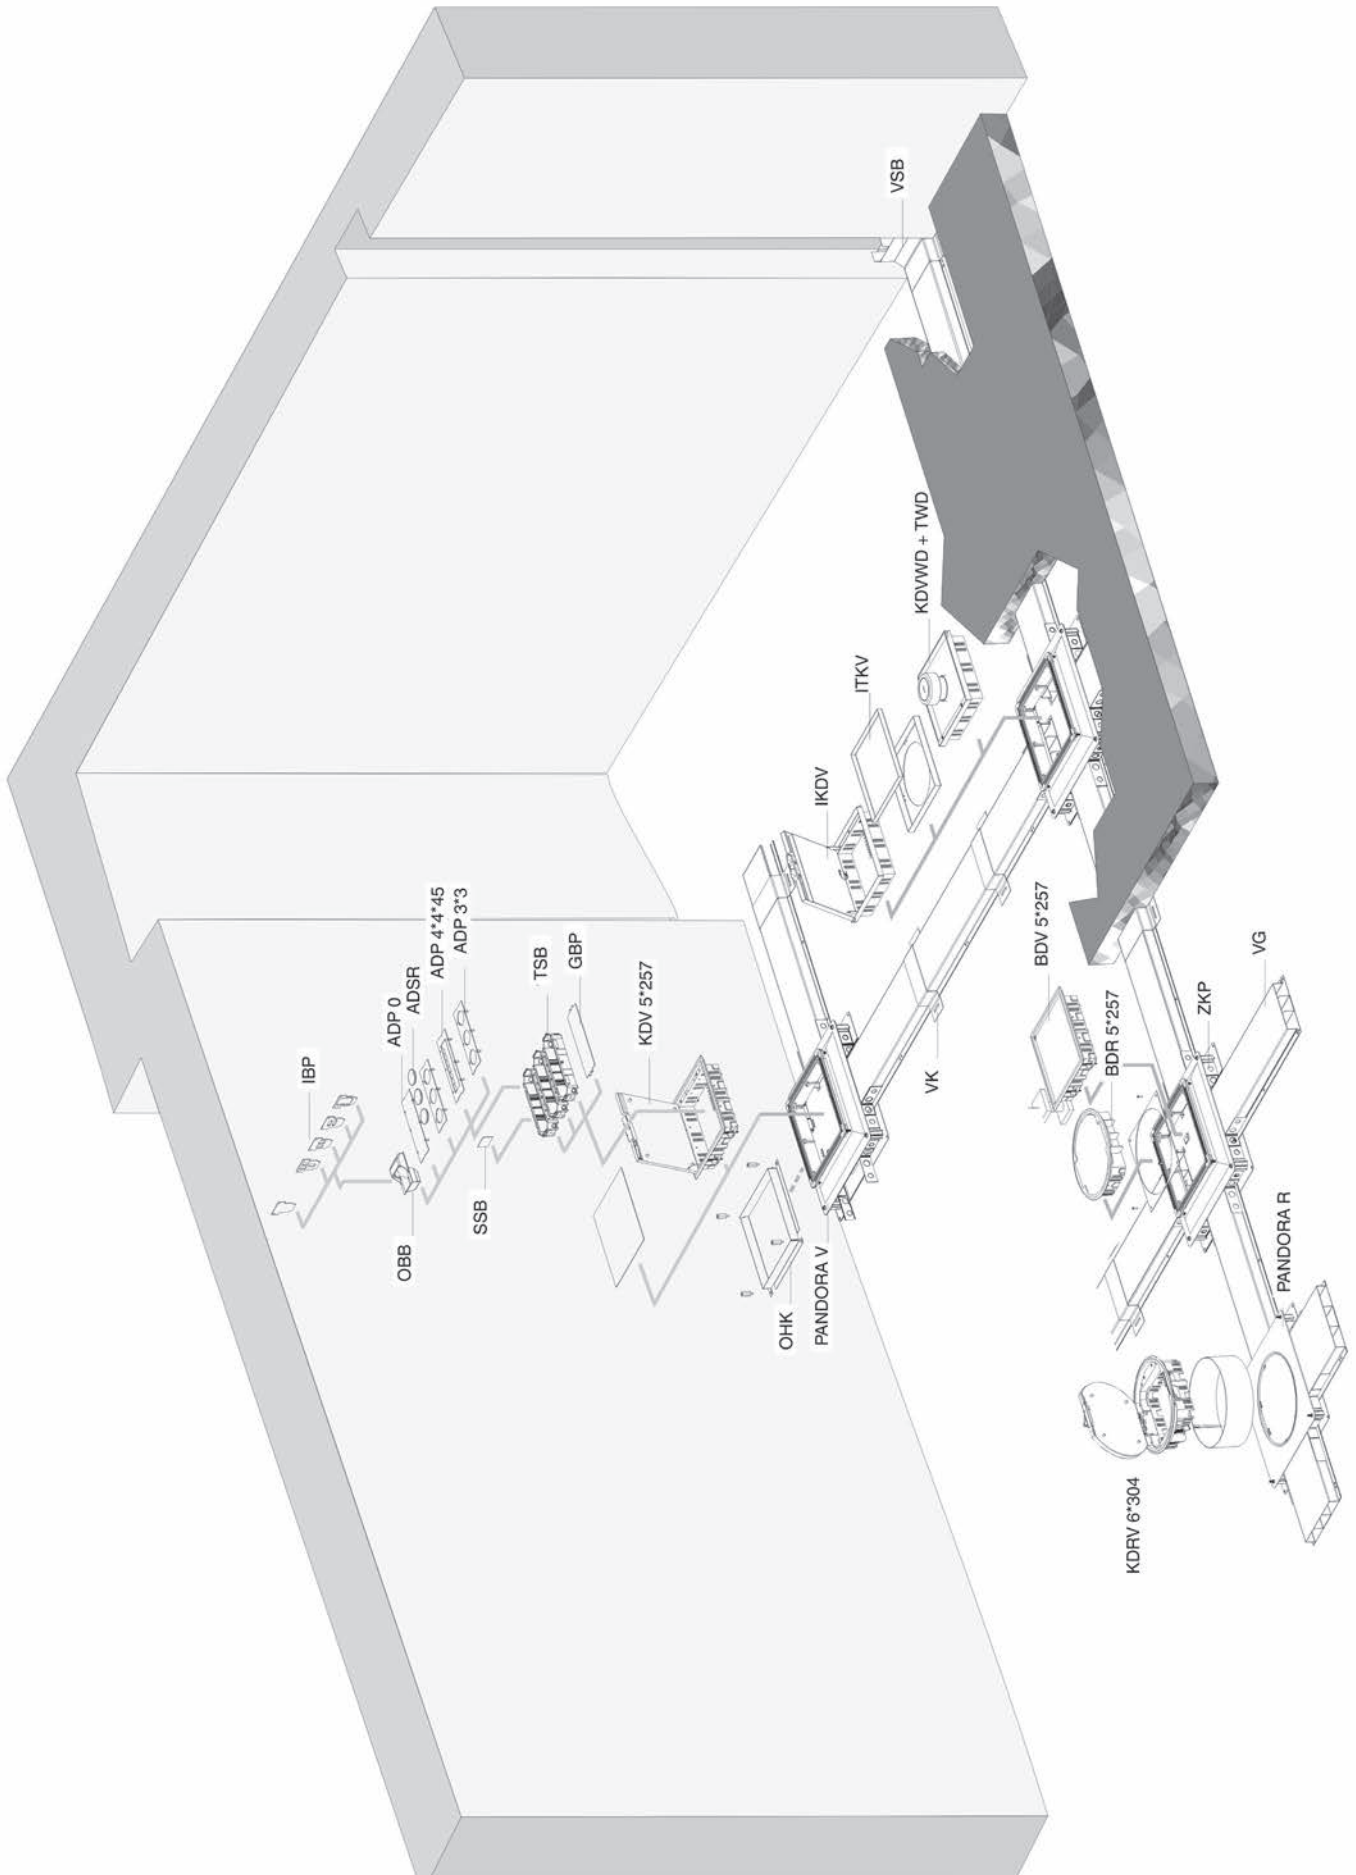 IBP
ADP 0
ADSR
ADP 4*4*45
ADP 3*3
OBB
SSB
TSB
GBP
KDV 5*257
OHK
PANDORA V
VK
IKDV
ITKV
KDVWD + TWD
VSB
BDV 5*257
BDR 5*257
ZKP
VG
PANDORA R
KDRV 6*304